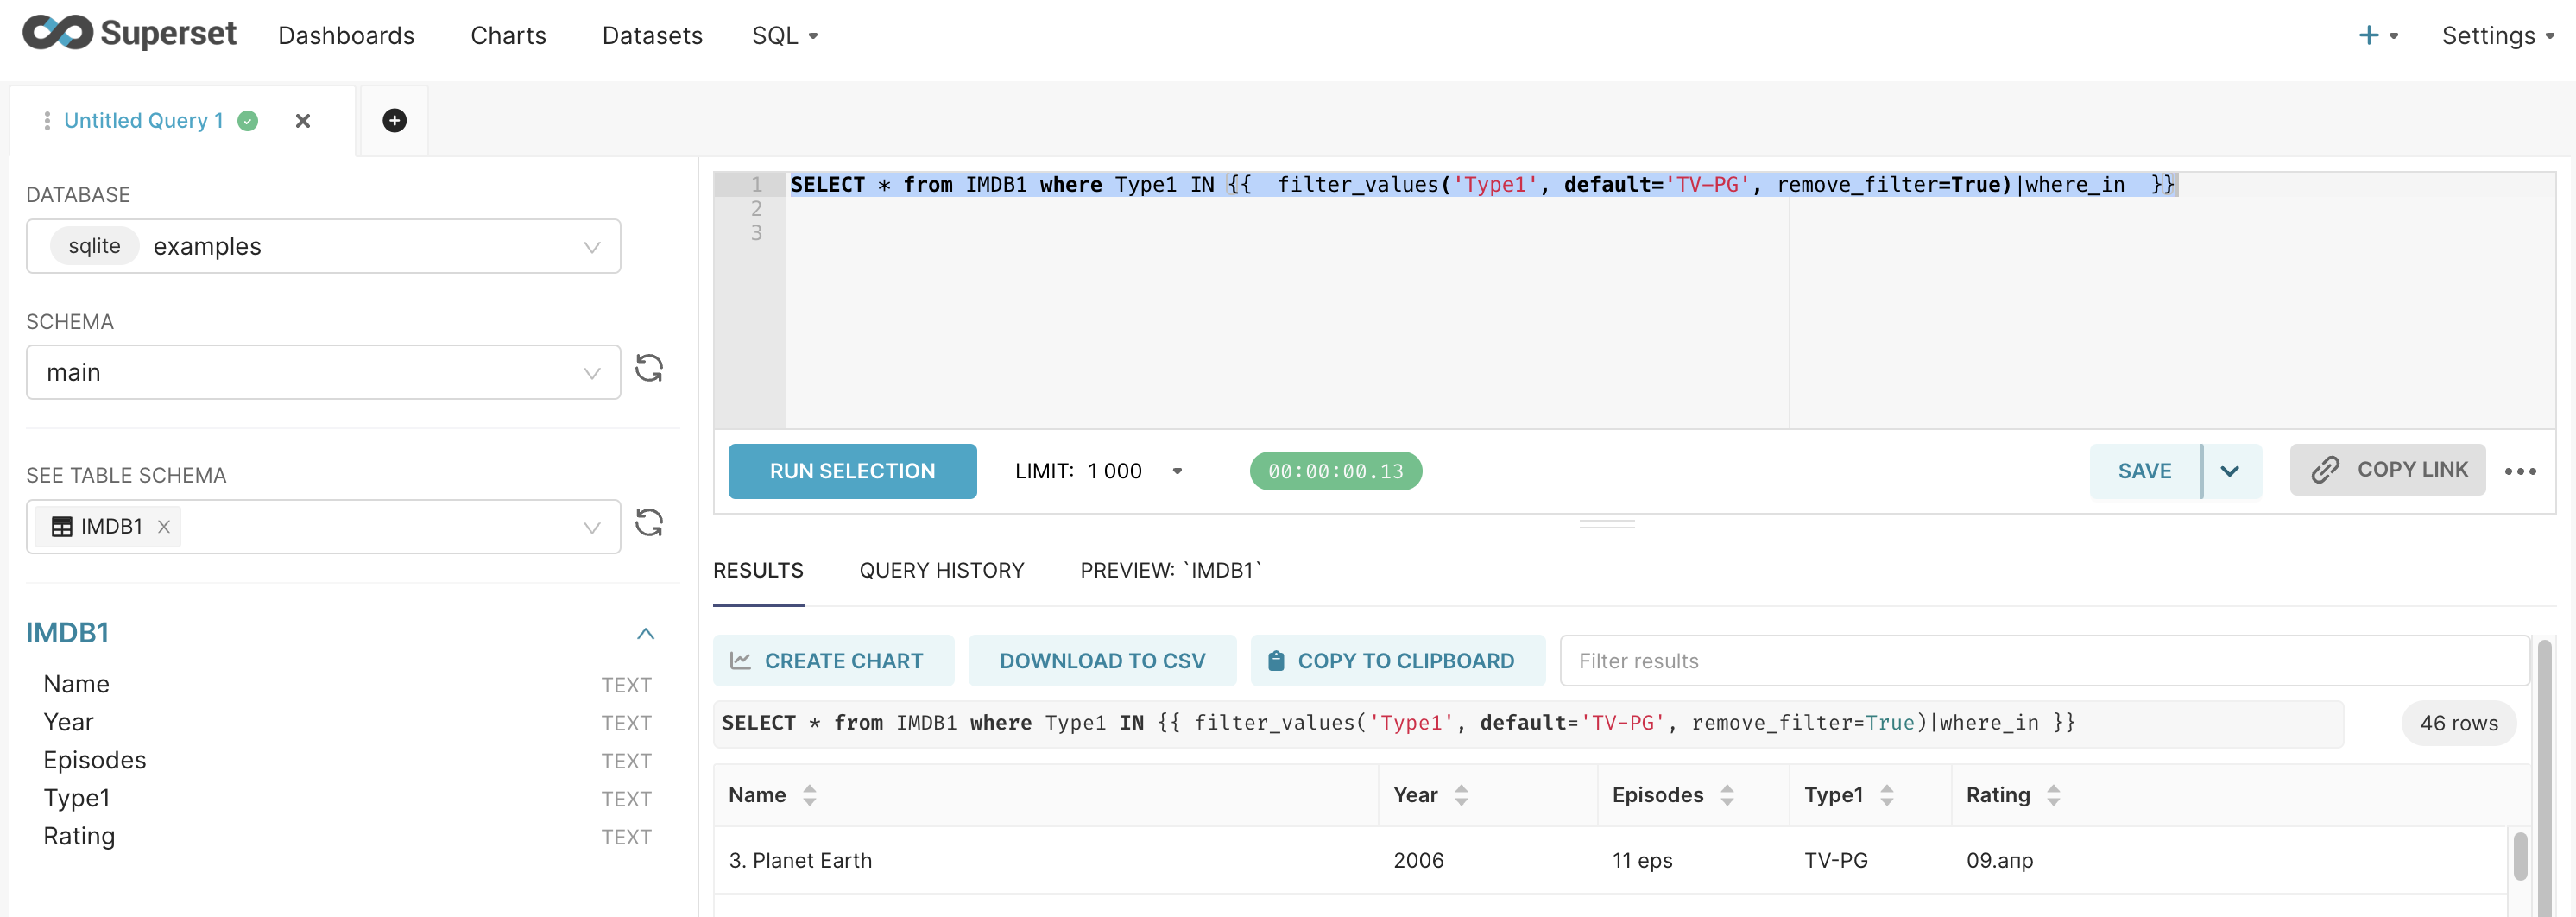 Superset Dashboards Charts Datasets SQL + Settings
Untitled Query 1
DATABASE
sqlite examples
SCHEMA
main
SEE TABLE SCHEMA
IMDB1
IMDB1
Name TEXT
Year TEXT
Episodes TEXT
Type1 TEXT
Rating TEXT
1 SELECT * from IMDB1 where Type1 IN {{  filter_values('Type1', default='TV-PG', remove_filter=True)|where_in  }}
2
3
RUN SELECTION LIMIT: 1 000 00:00:00.13 SAVE COPY LINK
RESULTS QUERY HISTORY PREVIEW: `IMDB1`
CREATE CHART DOWNLOAD TO CSV COPY TO CLIPBOARD Filter results
SELECT * from IMDB1 where Type1 IN {{ filter_values('Type1', default='TV-PG', remove_filter=True)|where_in }} 46 rows
Name Year Episodes Type1 Rating
3. Planet Earth 2006 11 eps TV-PG 09.апр